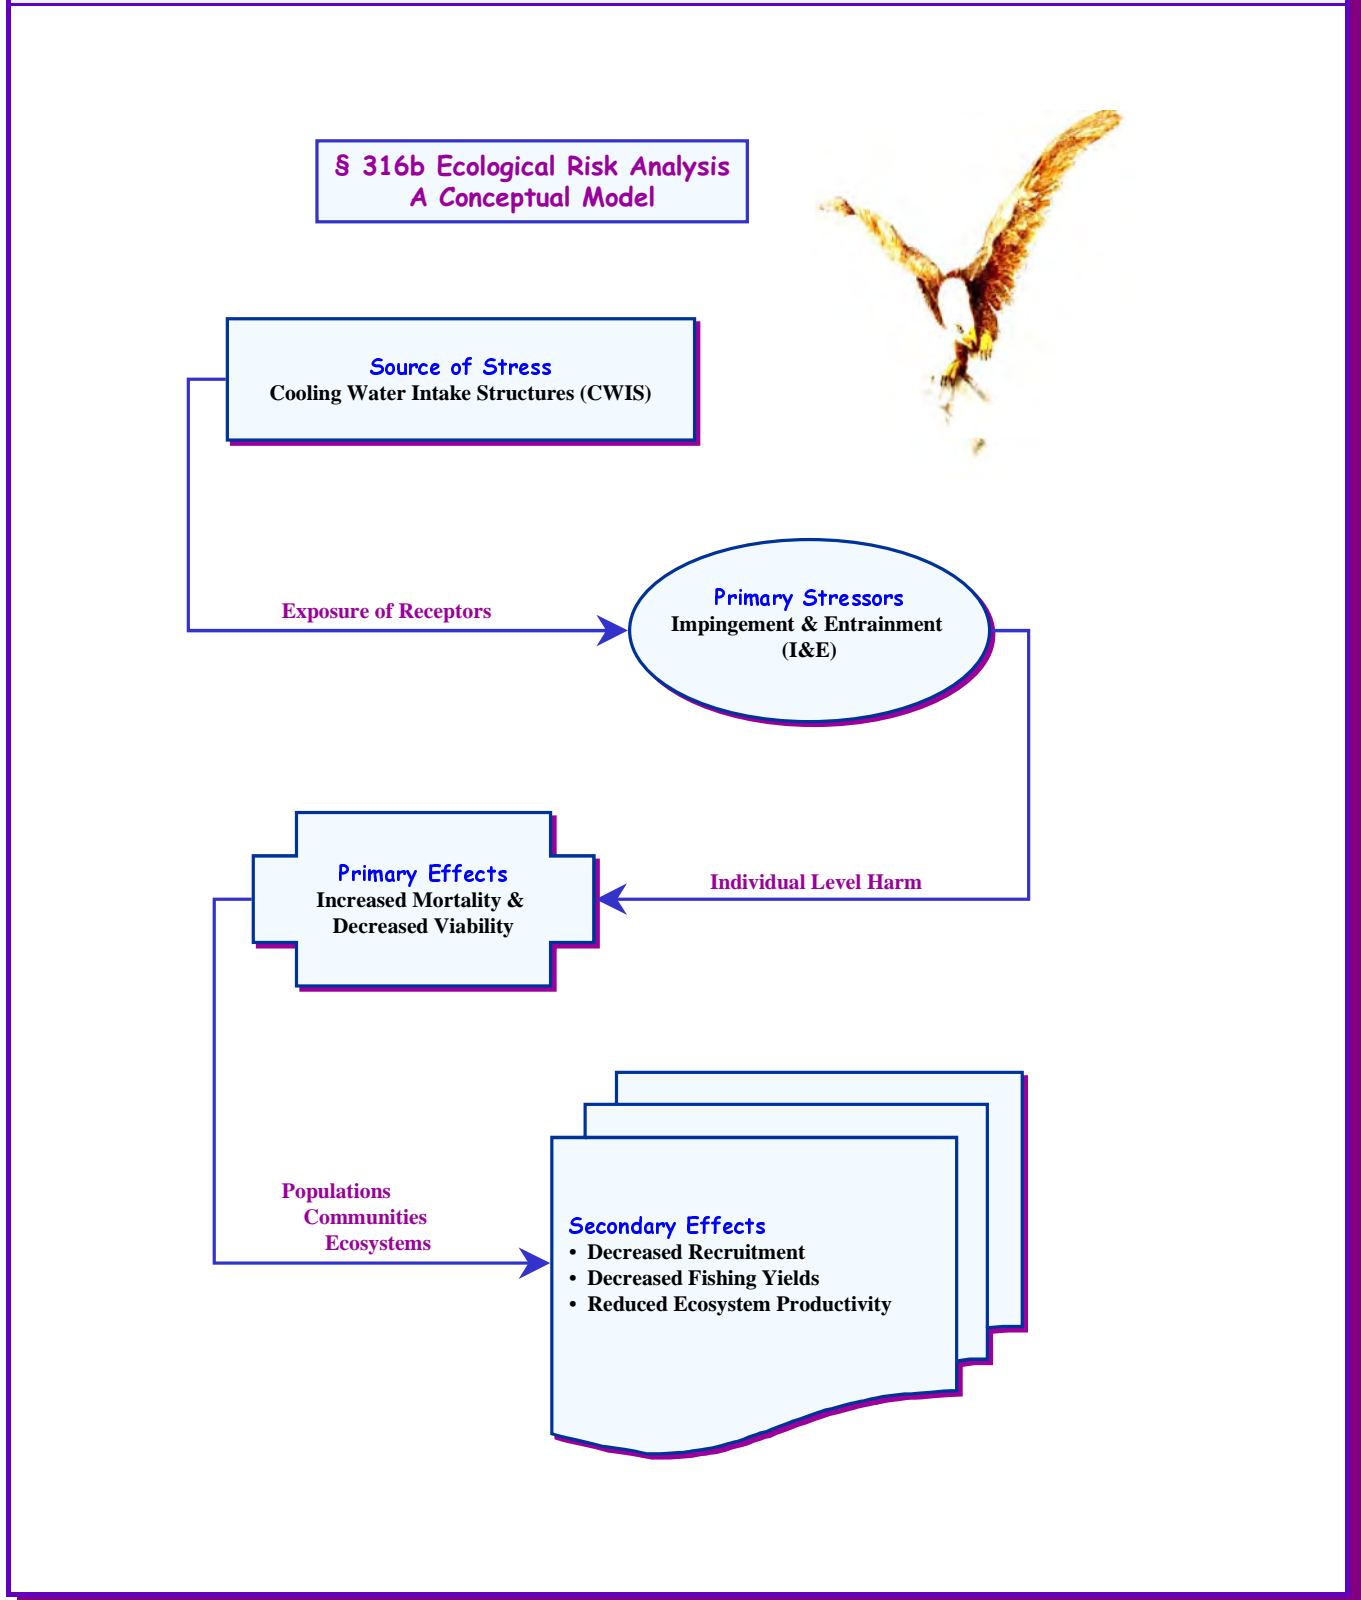 § 316b Ecological Risk Analysis
A Conceptual Model
Source of Stress
Cooling Water Intake Structures (CWIS)
Exposure of Receptors
Primary Stressors
Impingement & Entrainment
(I&E)
Individual Level Harm
Primary Effects
Increased Mortality &
Decreased Viability
Populations
Communities
Ecosystems
Secondary Effects
• Decreased Recruitment
• Decreased Fishing Yields
• Reduced Ecosystem Productivity